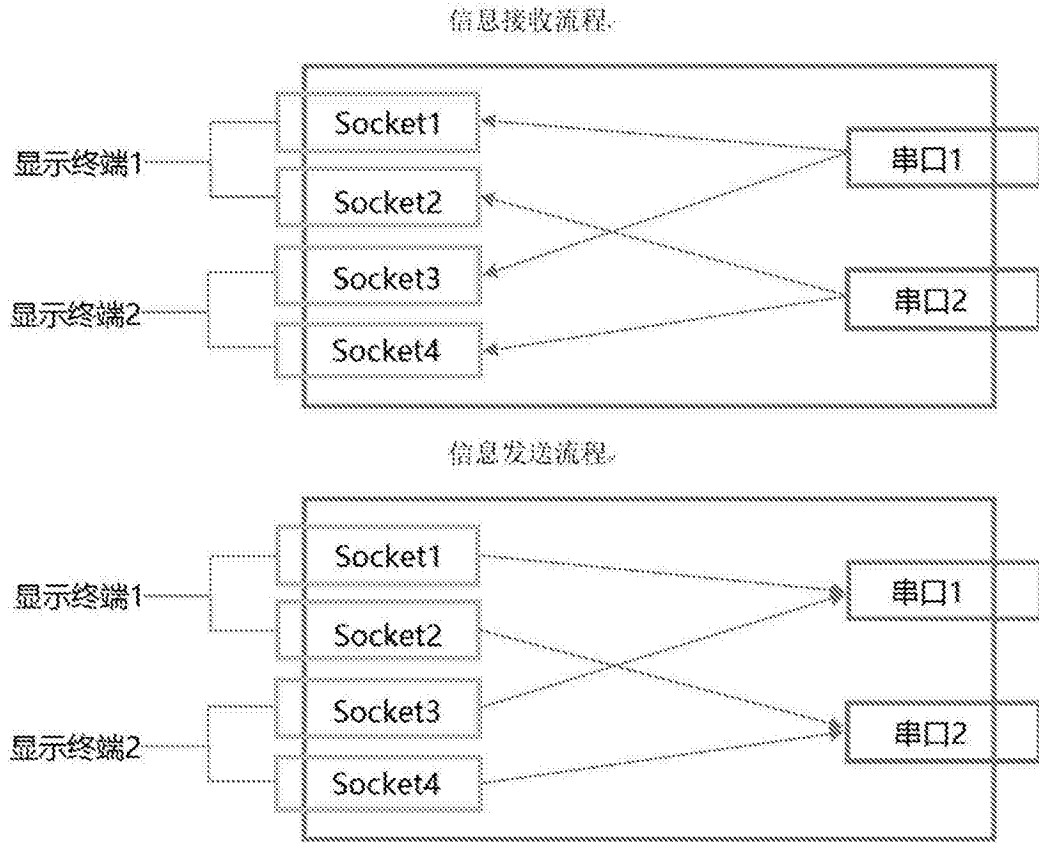 信息接收流程.
Socket1
串口1
显示终端1
Socket2
Socket3
串口2
显示终端2
Socket4
信息发送流程.
Socket1
串口1
显示终端1
Socket2
Socket3
串口2
显示终端2
Socket4